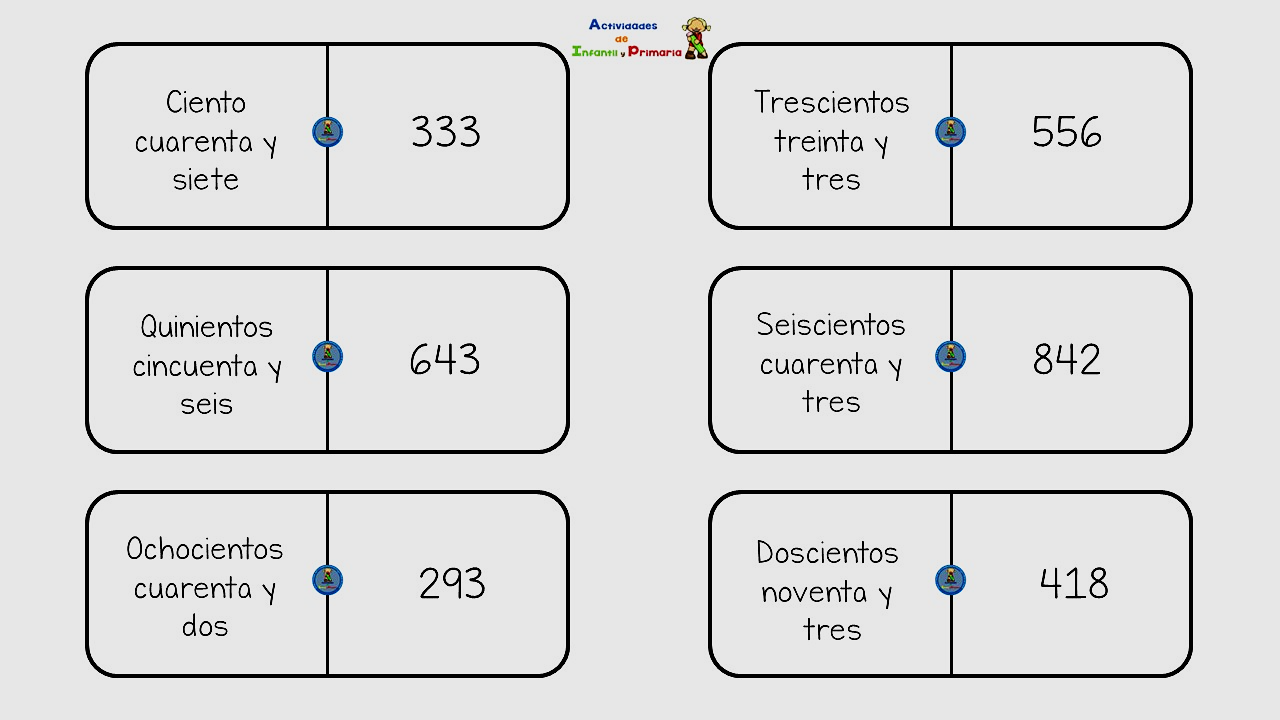 Actividades
de
Infantil y Primaria
Ciento
cuarenta y
siete
333
Trescientos
treinta y
tres
556
Quinientos
cincuenta y
seis
643
Seiscientos
cuarenta y
tres
842
Ochocientos
cuarenta y
dos
293
Doscientos
noventa y
tres
418